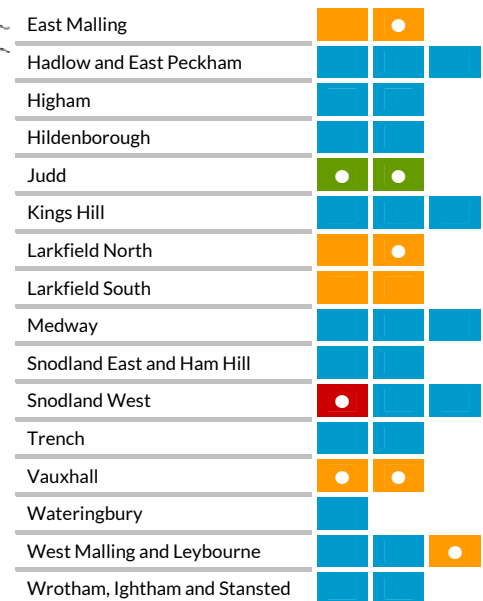 East Malling
Hadlow and East Peckham
Higham
Hildenborough
Judd
Kings Hill
Larkfield North
Larkfield South
Medway
Snodland East and Ham Hill
Snodland West
Trench
Vauxhall
Wateringbury
West Malling and Leybourne
Wrotham, Ightham and Stansted